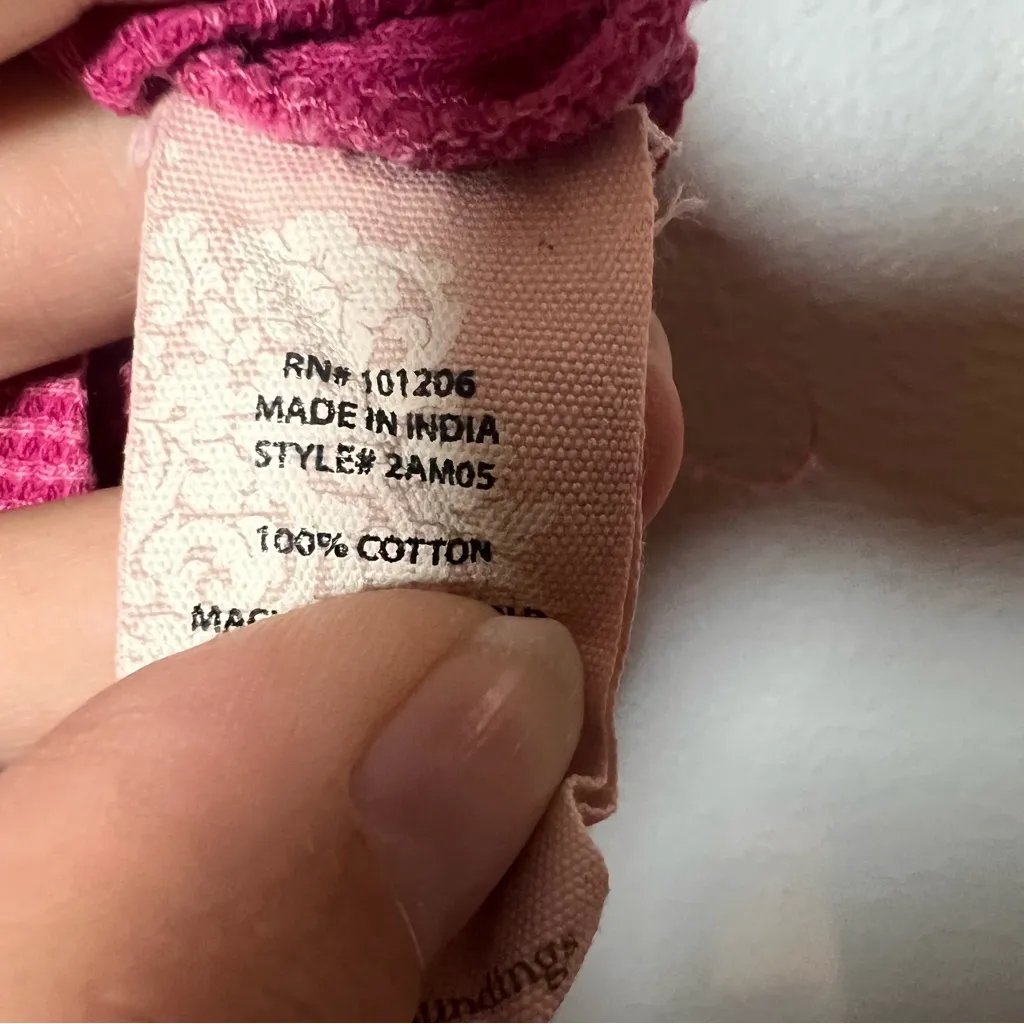 RN# 101206
MADE IN INDIA
STYLE# 2AM05
100% COTTON